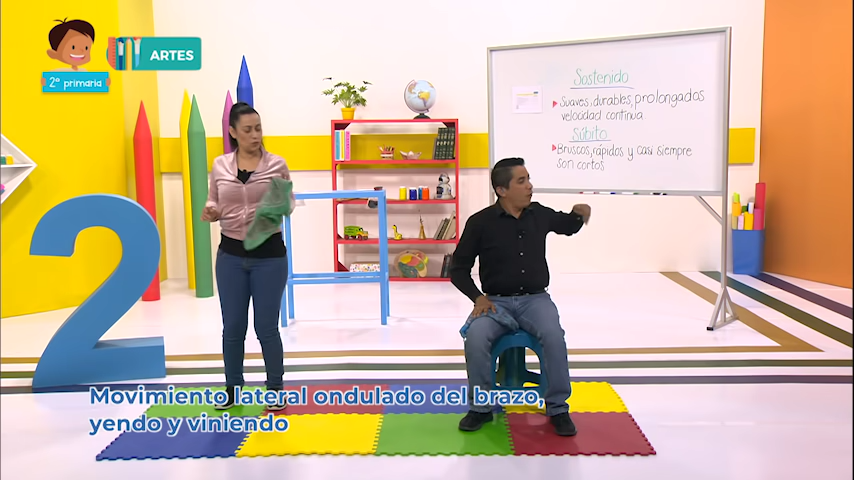 ARTES
2° primaria
Sostenido
Suaves, durables, prolongados
velocidad continua
Súbito
Bruscos, rápidos y casi siempre
son cortos
2
Movimiento lateral ondulado del brazo,
yendo y viniendo